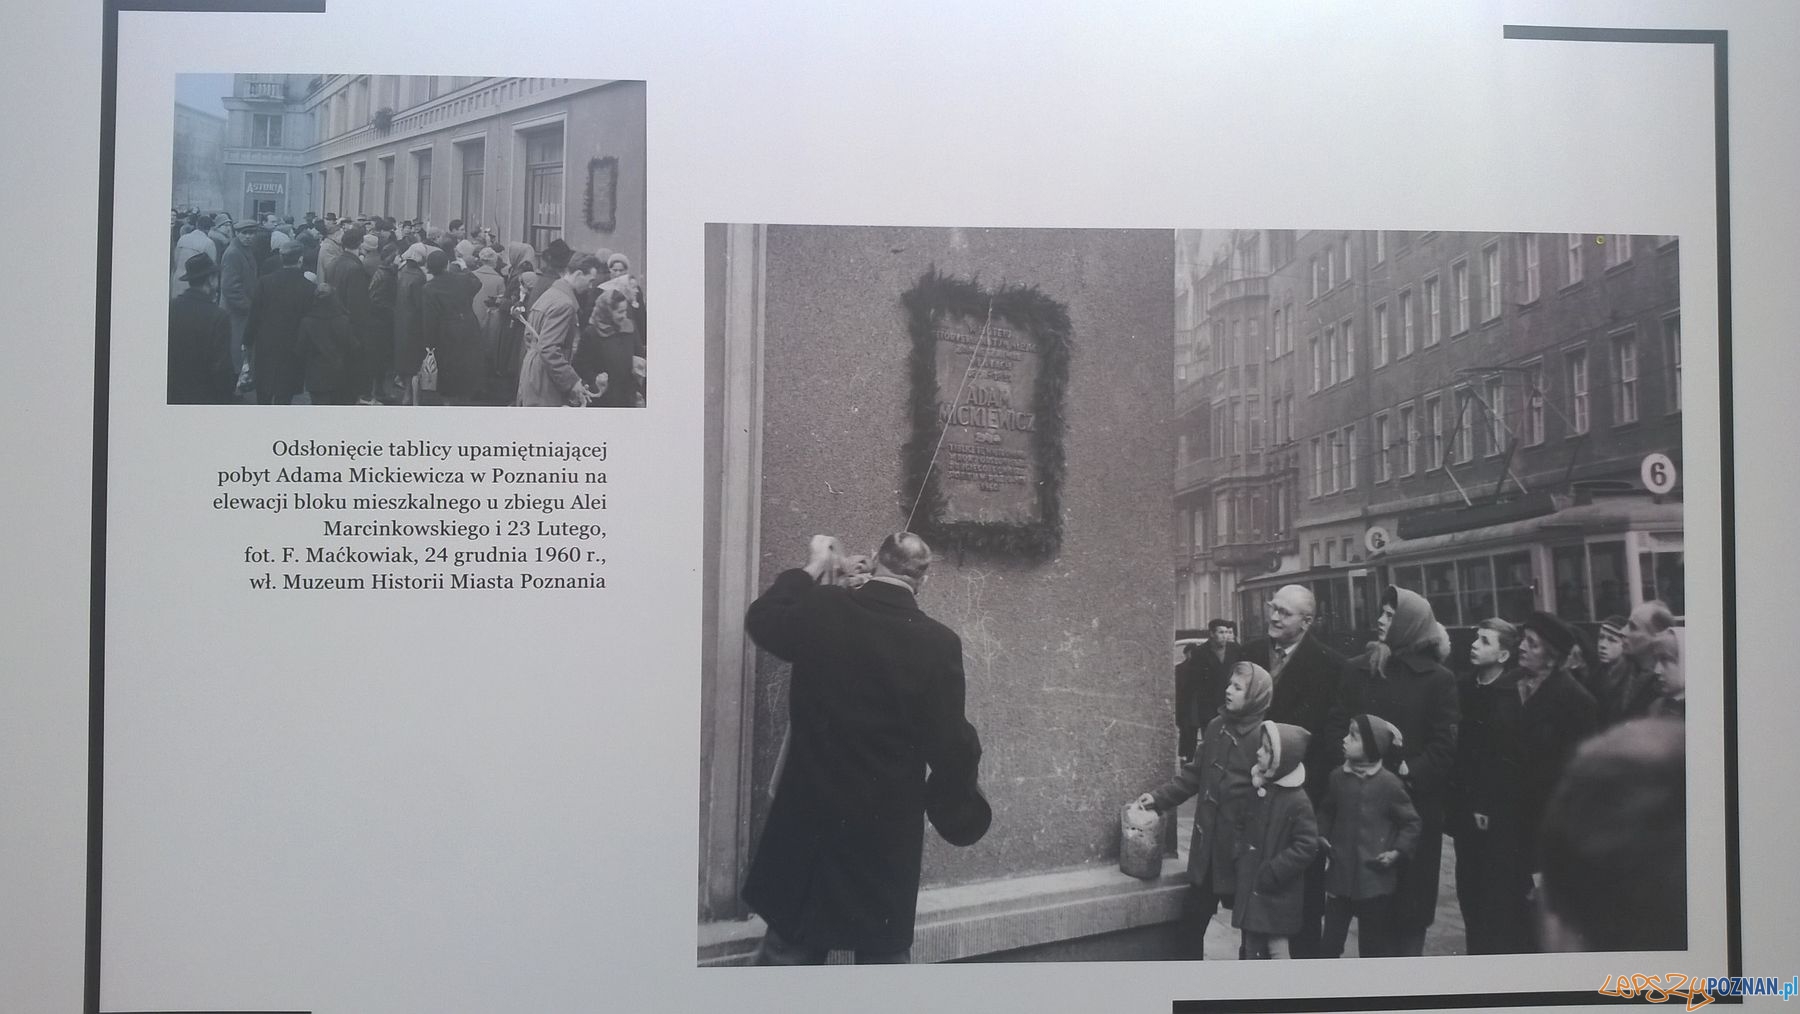 ASTORIA
Odsłonięcie tablicy upamiętniającej
pobyt Adama Mickiewicza w Poznaniu na
elewacji bloku mieszkalnego u zbiegu Alei
Marcinkowskiego i 23 Lutego,
fot. F. Maćkowiak, 24 grudnia 1960 r.,
wł. Muzeum Historii Miasta Poznania
ADAM
MICKIEWICZ
6
6
LEPSZYPOZNAN.pl